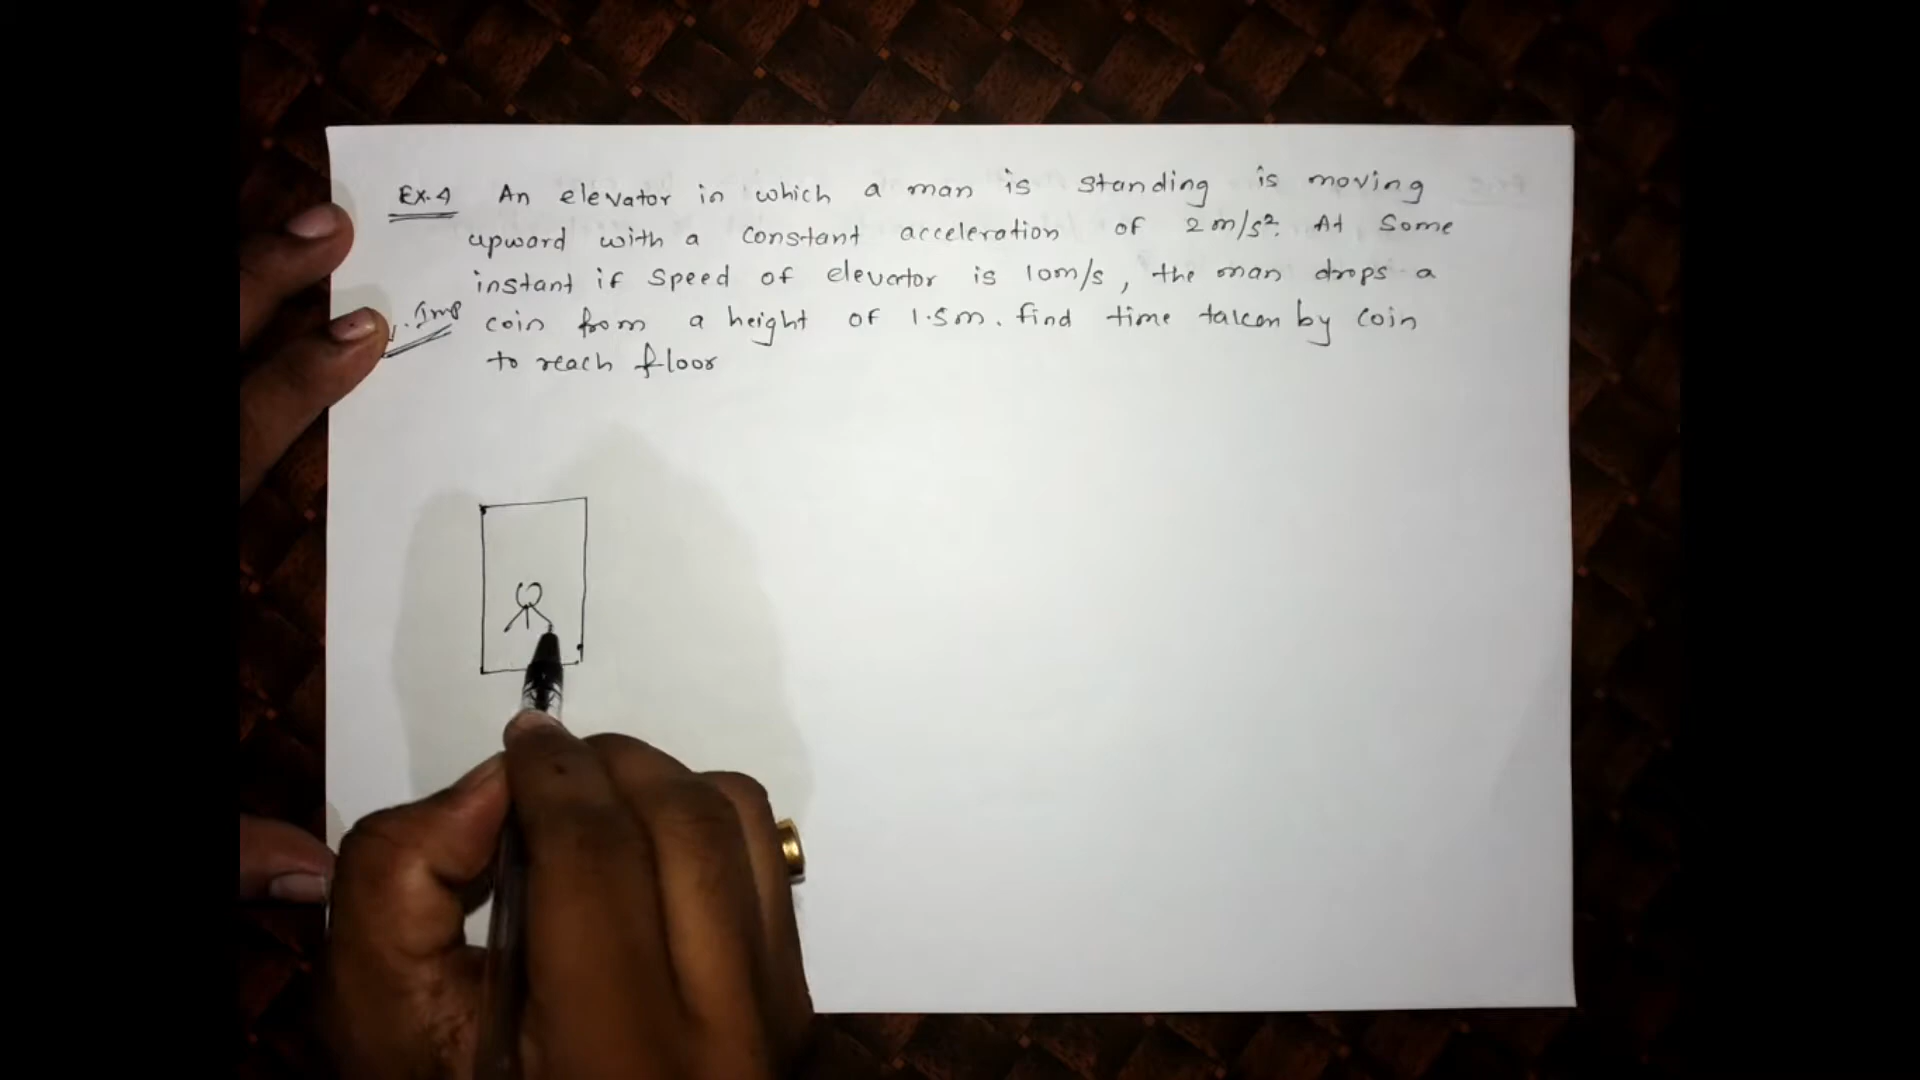 Ex.4 An elevator in which a man is standing is moving
upward with a constant acceleration of 2m/s². At some
instant if speed of elevator is 10m/s, the man drops a
Imp coin from a height of 1.5m. find time taken by coin
to reach floor